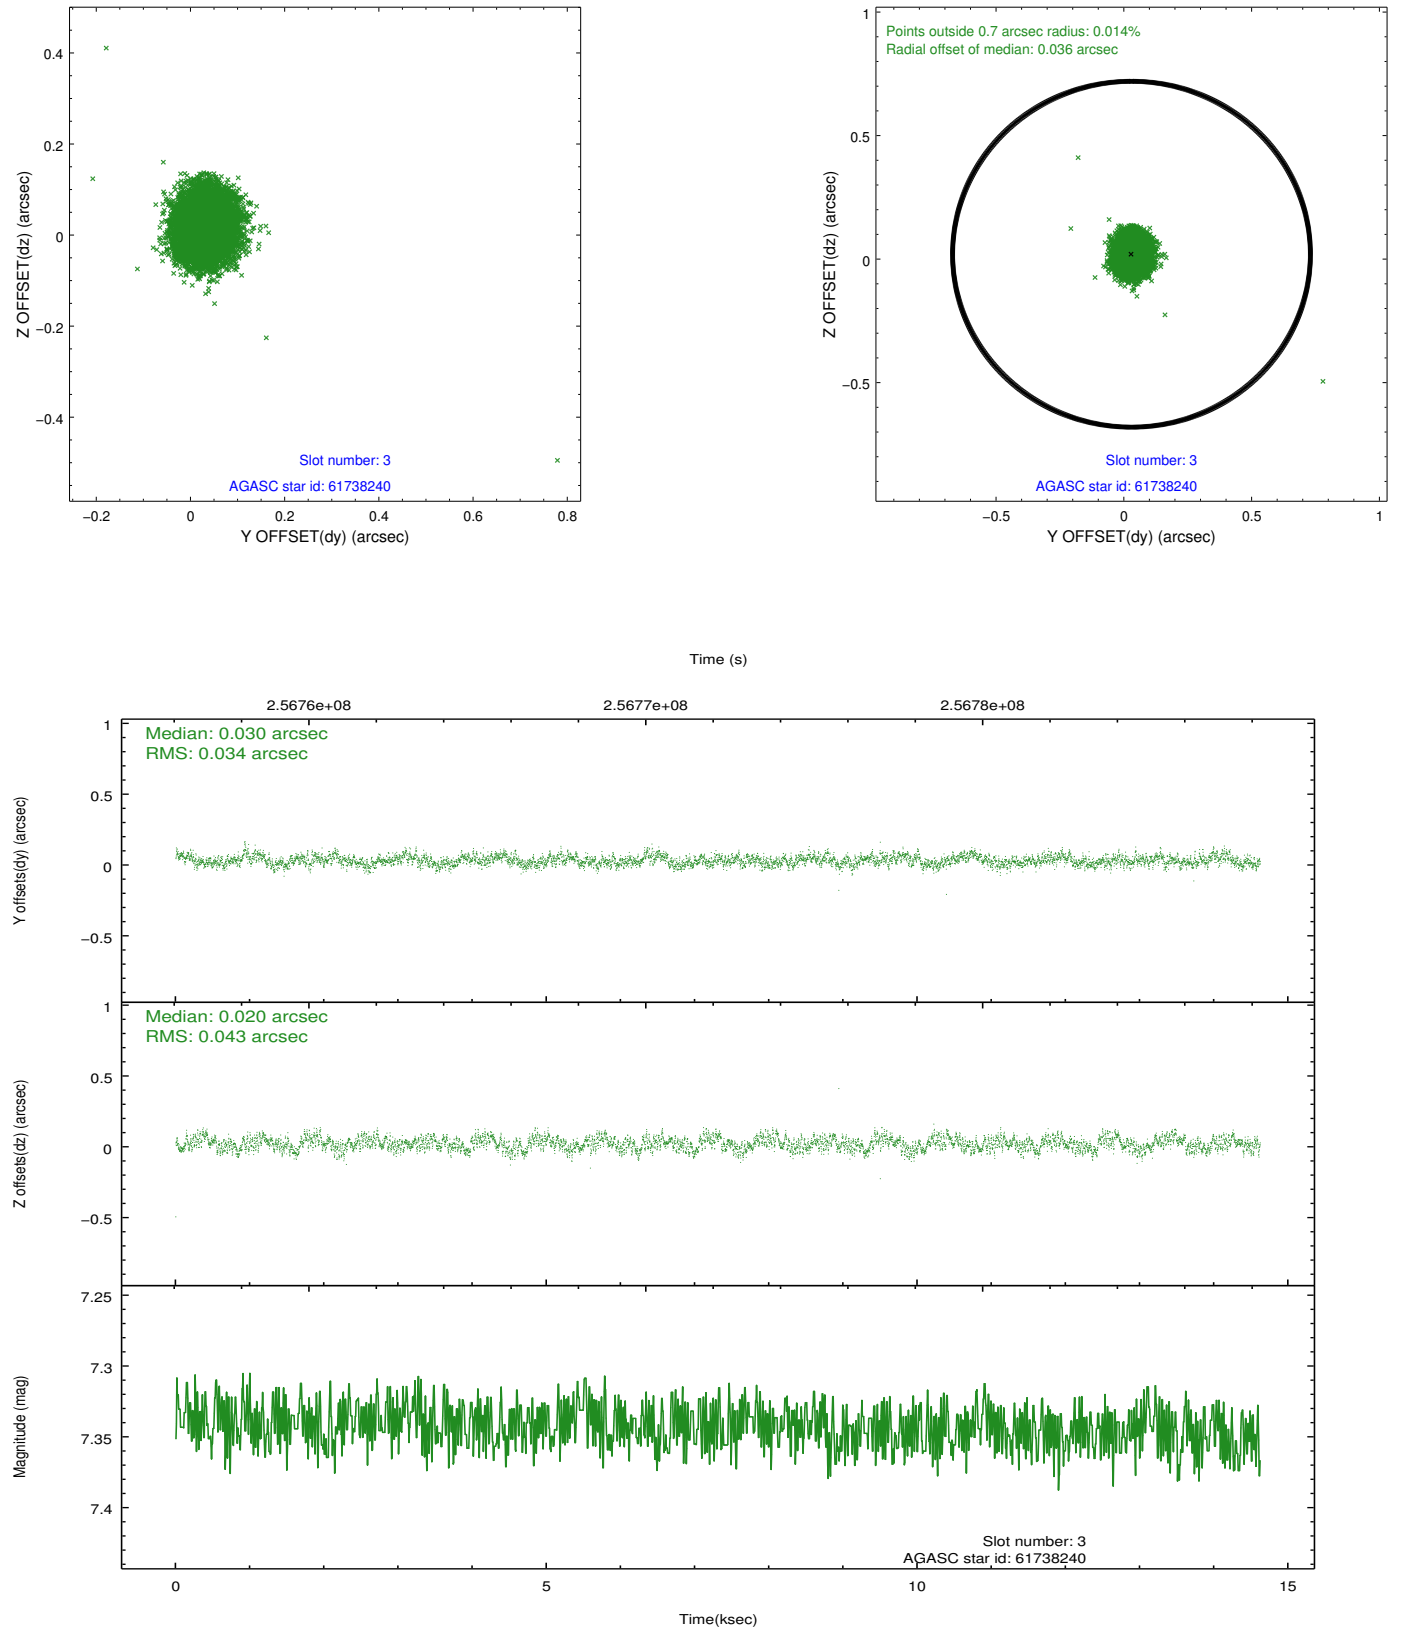 0.4
0.2
0
−0.2
−0.4
Z OFFSET(dz) (arcsec)
Slot number: 3
AGASC star id: 61738240
−0.2
0
0.2
0.4
0.6
0.8
Y OFFSET(dy) (arcsec)
1
0.5
0
−0.5
Z OFFSET(dz) (arcsec)
Points outside 0.7 arcsec radius: 0.014%
Radial offset of median: 0.036 arcsec
Slot number: 3
AGASC star id: 61738240
−0.5
0
0.5
1
Y OFFSET(dy) (arcsec)
Time (s)
2.5676e+08
2.5677e+08
2.5678e+08
1
0.5
0
−0.5
Y offsets(dy) (arcsec)
Median: 0.030 arcsec
RMS: 0.034 arcsec
1
0.5
0
−0.5
Z offsets(dz) (arcsec)
Median: 0.020 arcsec
RMS: 0.043 arcsec
7.25
7.3
7.35
7.4
Magnitude (mag)
Slot number: 3
AGASC star id: 61738240
0
5
10
15
Time(ksec)